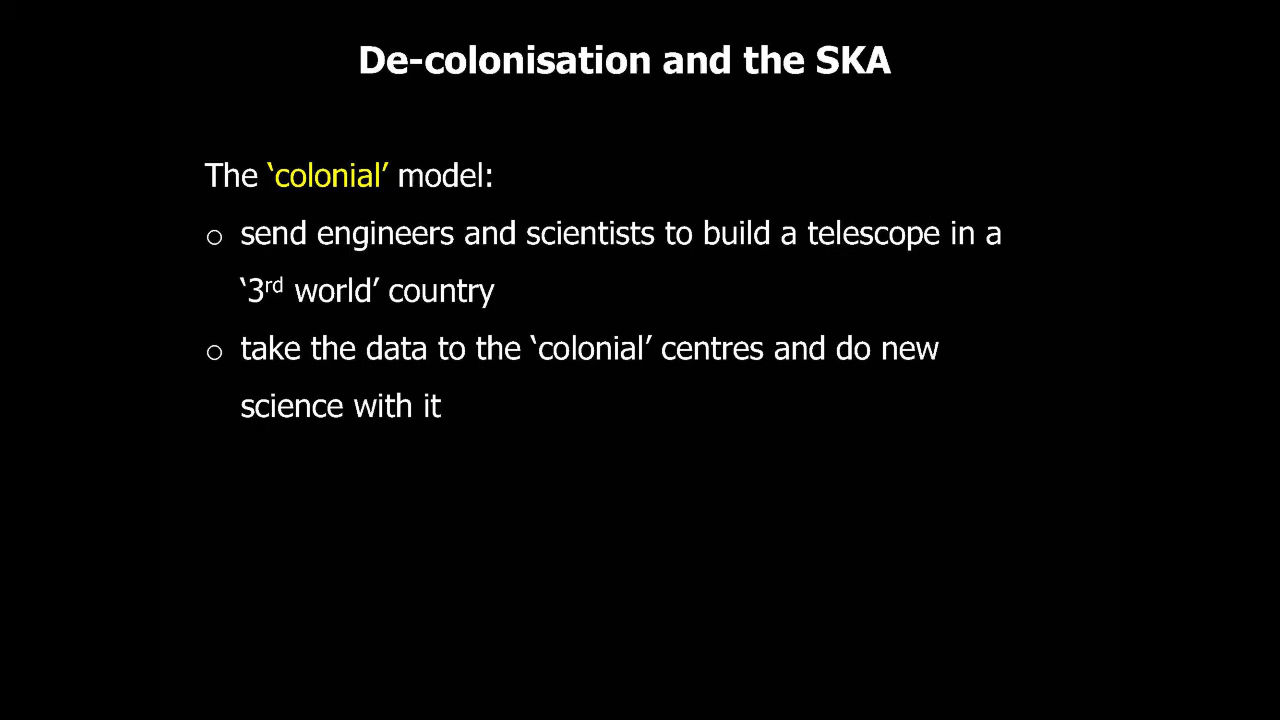 De-colonisation and the SKA
The ‘colonial’ model:
o send engineers and scientists to build a telescope in a
‘3rd world’ country
o take the data to the ‘colonial’ centres and do new
science with it